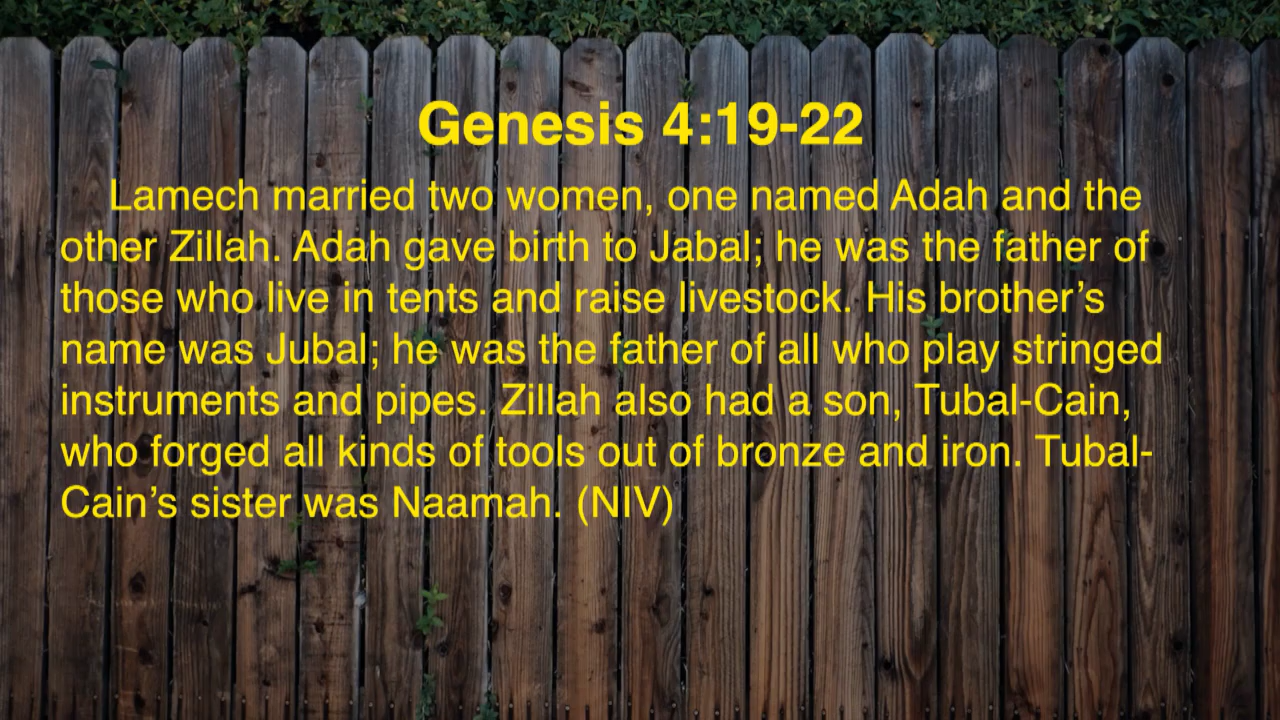 Genesis 4:19-22
Lamech married two women, one named Adah and the
other Zillah. Adah gave birth to Jabal; he was the father of
those who live in tents and raise livestock. His brother’s
name was Jubal; he was the father of all who play stringed
instruments and pipes. Zillah also had a son, Tubal-Cain,
who forged all kinds of tools out of bronze and iron. Tubal-
Cain’s sister was Naamah. (NIV)